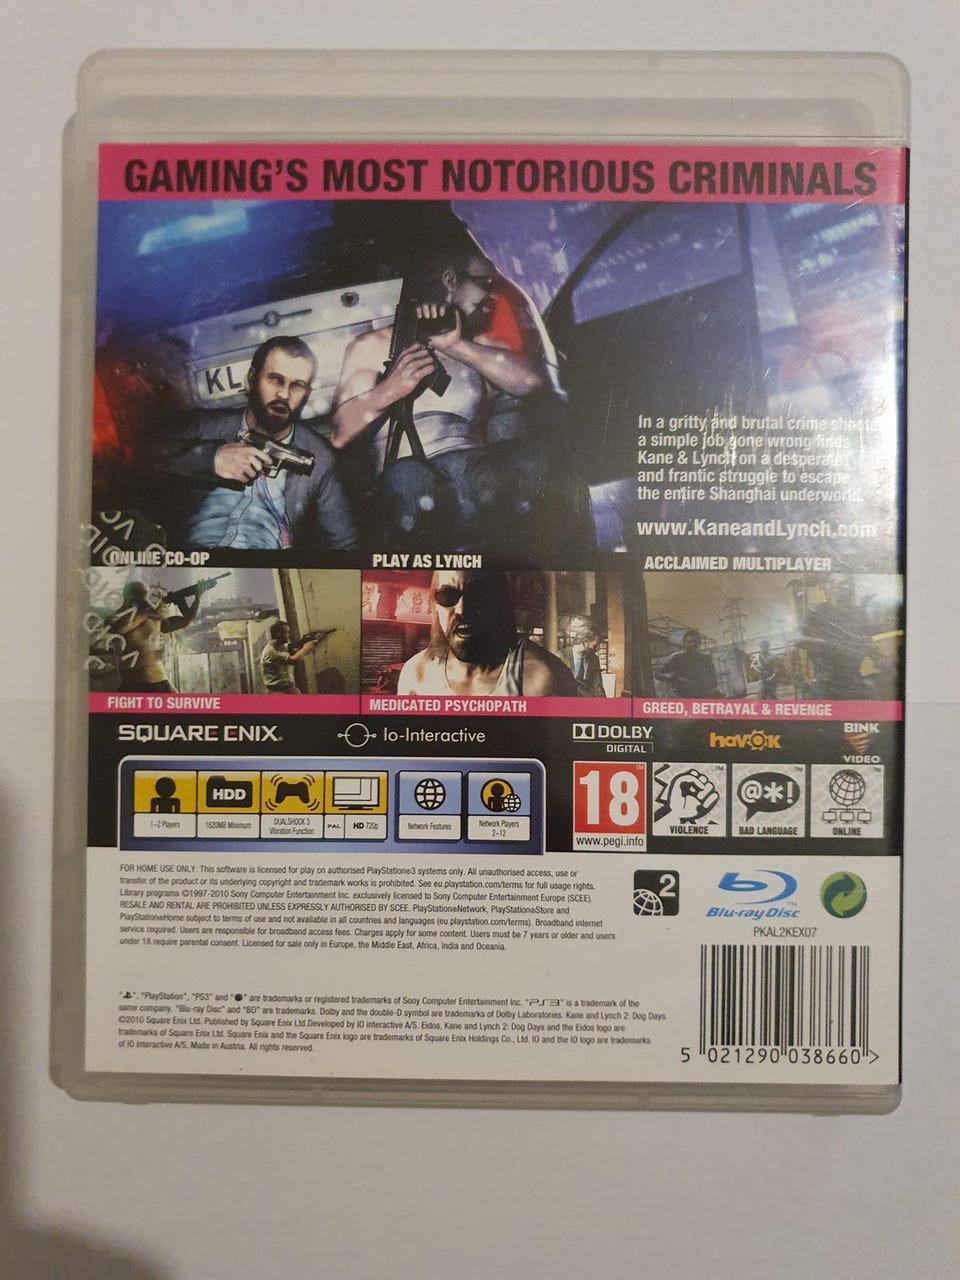 GAMING'S MOST NOTORIOUS CRIMINALS
KL
In a gritty and brutal crime shooter
a simple job gone wrong finds
Kane & Lynch on a desperate
and frantic struggle to escape
the entire Shanghai underworld.
www.KaneandLynch.com
ONLINE CO-OP
PLAY AS LYNCH
ACCLAIMED MULTIPLAYER
VOID
FIGHT TO SURVIVE
MEDICATED PSYCHOPATH
GREED, BETRAYAL & REVENGE
SQUARE ENIX®
Io-Interactive
DOLBY
DIGITAL
havok
BINK
VIDEO
HDD
1-2 Players
1620MB Minimum
DUALSHOCK 3
Vibration Function
PAL
HD 720p
Network Features
Network Players
2-12
18
www.pegi.info
VIOLENCE
@*!
BAD LANGUAGE
ONLINE
FOR HOME USE ONLY: This software is licensed for play on authorised PlayStation®3 systems only. All unauthorised access, use or
transfer of the product or its underlying copyright and trademark works is prohibited. See eu.playstation.com/terms for full usage rights.
Library programs ©1997-2010 Sony Computer Entertainment Inc. exclusively licensed to Sony Computer Entertainment Europe (SCEE).
RESALE AND RENTAL ARE PROHIBITED UNLESS EXPRESSLY AUTHORISED BY SCEE. PlayStation®Network, PlayStation®Store and
PlayStation®Home subject to terms of use and not available in all countries and languages (eu.playstation.com/terms). Broadband internet
service required. Users are responsible for broadband access fees. Charges apply for some content. Users must be 7 years or older and users
under 18 require parental consent. Licensed for sale only in Europe, the Middle East, Africa, India and Oceania.
2
Blu-ray Disc™
PKAL2KEX07
" ", "PlayStation", "PS3" and " " are trademarks or registered trademarks of Sony Computer Entertainment Inc. "PS3" is a trademark of the
same company. "Blu-ray Disc" and "BD" are trademarks. Dolby and the double-D symbol are trademarks of Dolby Laboratories. Kane and Lynch 2: Dog Days
©2010 Square Enix Ltd. Published by Square Enix Ltd.Developed by IO interactive A/S. Eidos, Kane and Lynch 2: Dog Days and the Eidos logo are
trademarks of Square Enix Ltd. Square Enix and the Square Enix logo are trademarks of Square Enix Holdings Co., Ltd. IO and the IO logo are trademarks
of IO Interactive A/S. Made in Austria. All rights reserved.
5 021290 038660 >